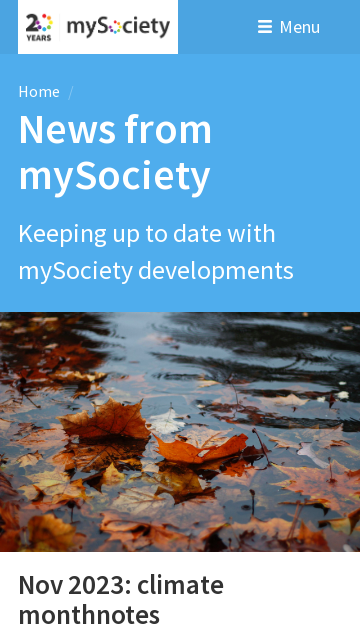 20 YEARS mySociety
Menu
Home /
News from
mySociety
Keeping up to date with
mySociety developments
Nov 2023: climate
monthnotes